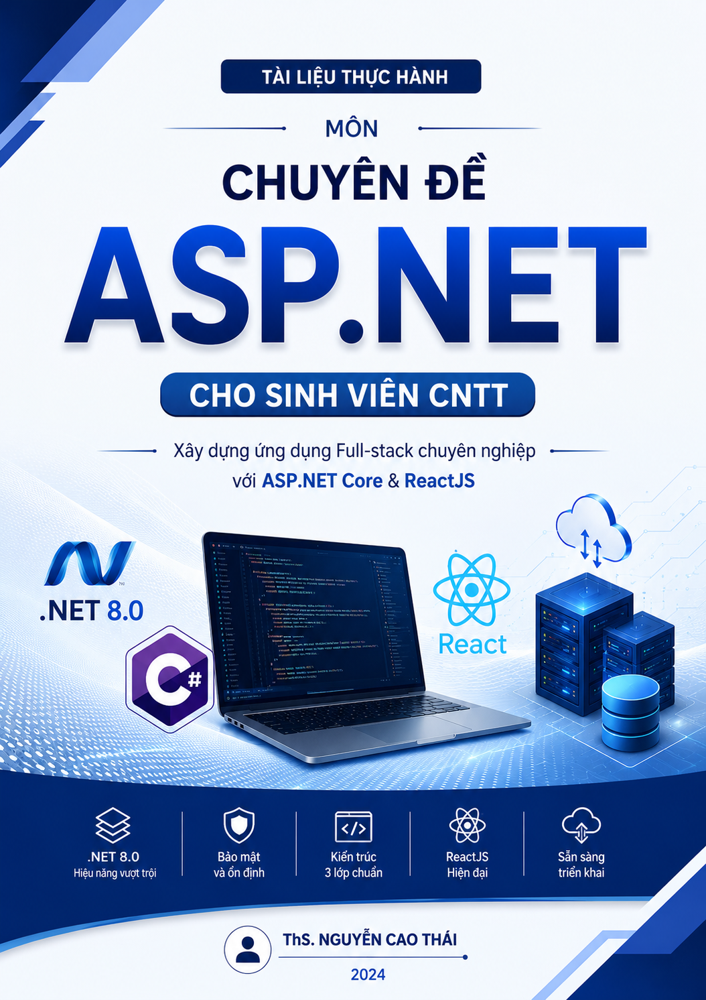 TÀI LIỆU THỰC HÀNH
MÔN
CHUYÊN ĐỀ
ASP.NET
CHO SINH VIÊN CNTT
Xây dựng ứng dụng Full-stack chuyên nghiệp
với ASP.NET Core & ReactJS
.NET 8.0
C#
React
.NET 8.0
Hiệu năng vượt trội
Bảo mật
và ổn định
Kiến trúc
3 lớp chuẩn
</>
ReactJS
Hiện đại
Sẵn sàng
triển khai
ThS. NGUYỄN CAO THÁI
2024